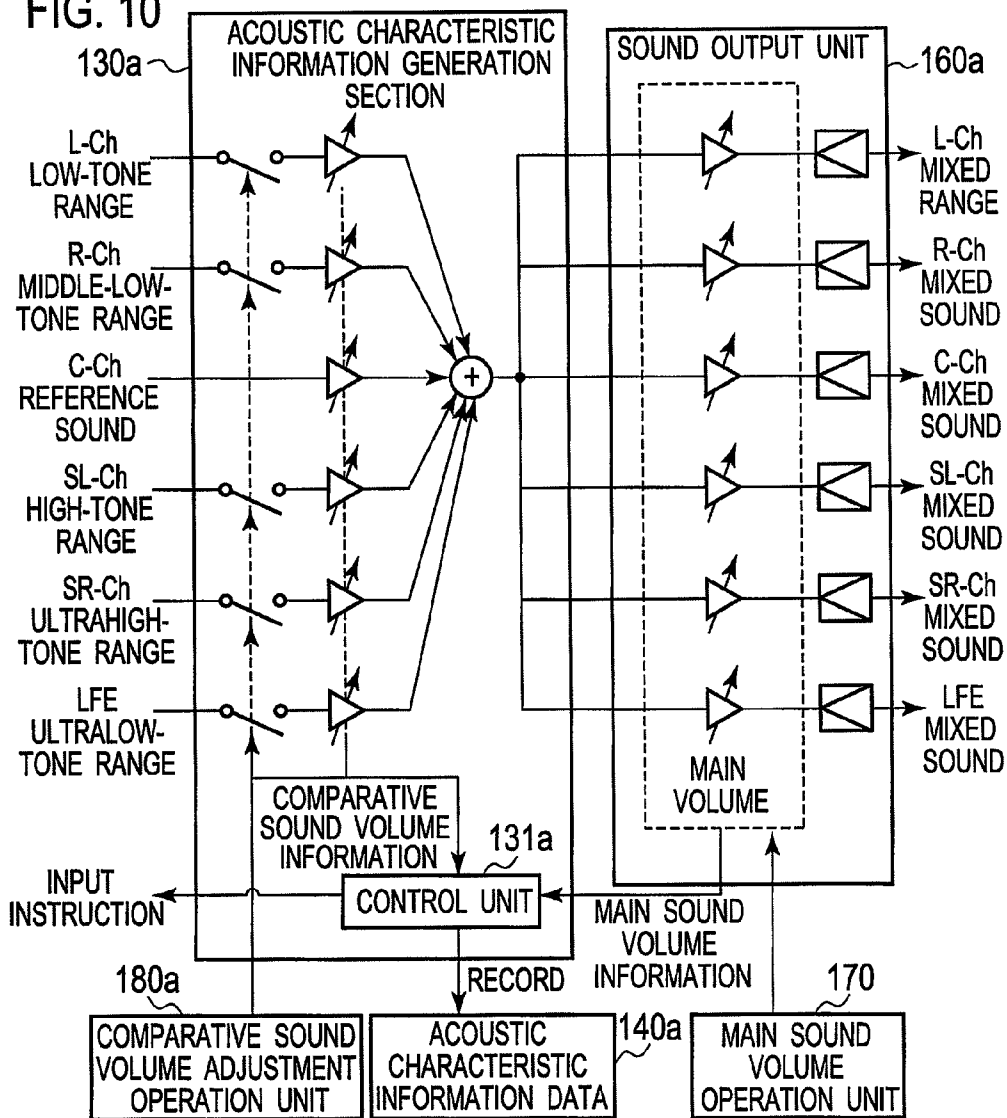 FIG. 10
130a
ACOUSTIC CHARACTERISTIC
INFORMATION GENERATION
SECTION
SOUND OUTPUT UNIT
160a
L-Ch
LOW-TONE
RANGE
R-Ch
MIDDLE-LOW-
TONE RANGE
C-Ch
REFERENCE
SOUND
SL-Ch
HIGH-TONE
RANGE
SR-Ch
ULTRAHIGH-
TONE RANGE
LFE
ULTRALOW-
TONE RANGE
+
L-Ch
MIXED
RANGE
R-Ch
MIXED
SOUND
C-Ch
MIXED
SOUND
SL-Ch
MIXED
SOUND
SR-Ch
MIXED
SOUND
LFE
MIXED
SOUND
MAIN
VOLUME
COMPARATIVE
SOUND VOLUME
INFORMATION
131a
CONTROL UNIT
INPUT
INSTRUCTION
MAIN SOUND
VOLUME
INFORMATION
RECORD
180a
COMPARATIVE SOUND
VOLUME ADJUSTMENT
OPERATION UNIT
140a
ACOUSTIC
CHARACTERISTIC
INFORMATION DATA
170
MAIN SOUND
VOLUME
OPERATION UNIT